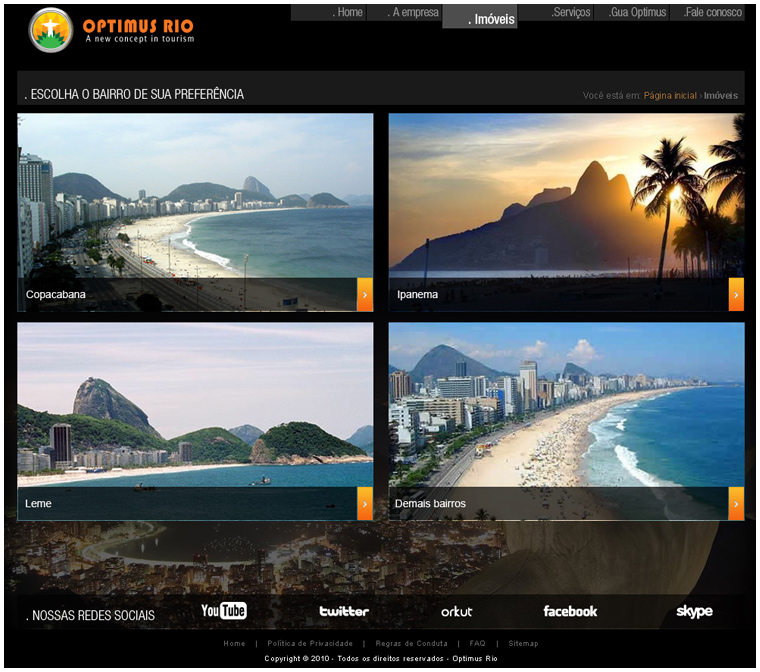 OPTIMUS RIO
A new concept in tourism
. Home
. A empresa
. Imóveis
.Serviços
.Gua Optimus
.Fale conosco
. ESCOLHA O BAIRRO DE SUA PREFERÊNCIA
Você está em: Página inicial › Imóveis
Copacabana ›
Ipanema ›
Leme ›
Demais bairros ›
. NOSSAS REDES SOCIAIS
YouTube
twitter
orkut
facebook
skype
Home | Política de Privacidade | Regras de Conduta | FAQ | Sitemap
Copyright © 2010 - Todos os direitos reservados - Optimus Rio